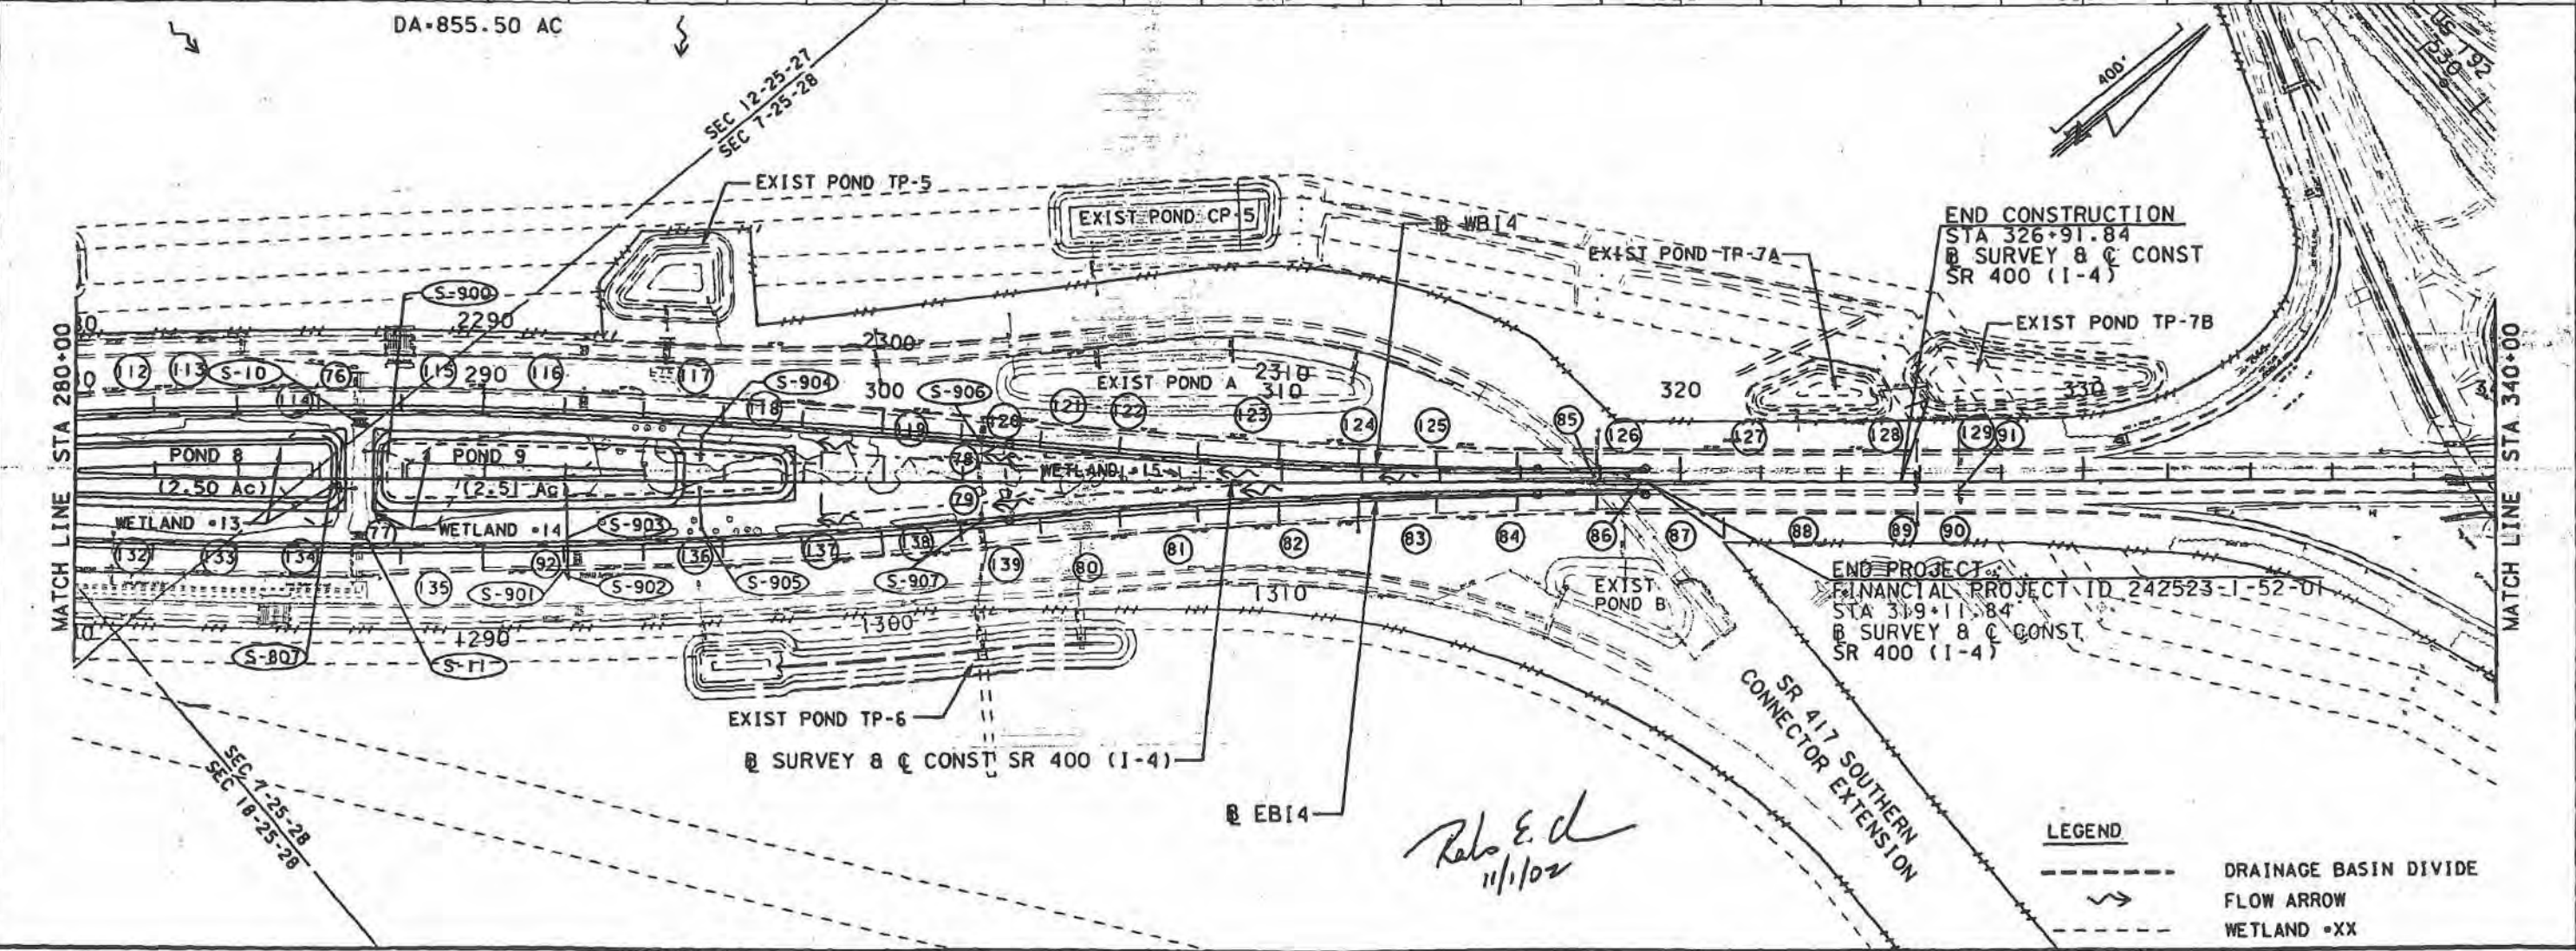 DA=855.50 AC
SEC 12-25-27
SEC 7-25-28
US 192
530
400'
EXIST POND TP-5
EXIST POND CP-5
℄ WBI4
EXIST POND TP-7A
END CONSTRUCTION
STA 326+91.84
℄ SURVEY & ℄ CONST
SR 400 (I-4)
EXIST POND TP-7B
S-900
2290
2300
2310
112
113
S-10
76
115
290
116
117
S-904
300
S-906
EXIST POND A
310
320
330
114
118
119
120
121
122
123
124
125
85
126
127
128
129
91
MATCH LINE STA 280+00
MATCH LINE STA 340+00
POND 8
(2.50 AC)
POND 9
(2.51 AC)
78
WETLAND #15
79
WETLAND #13
WETLAND #14
S-903
77
132
133
134
135
92
136
137
138
139
80
81
82
83
84
86
87
88
89
90
S-901
S-902
S-905
S-907
1290
1300
1310
S-807
S-11
EXIST
POND B
END PROJECT
FINANCIAL PROJECT ID 242523-1-52-01
STA 319+11.84
℄ SURVEY & ℄ CONST
SR 400 (I-4)
EXIST POND TP-6
℄ SURVEY & ℄ CONST SR 400 (I-4)
℄ EBI4
SR 417 SOUTHERN
CONNECTOR EXTENSION
SEC 7-25-28
SEC 18-25-28
11/1/02
LEGEND
DRAINAGE BASIN DIVIDE
FLOW ARROW
WETLAND #XX